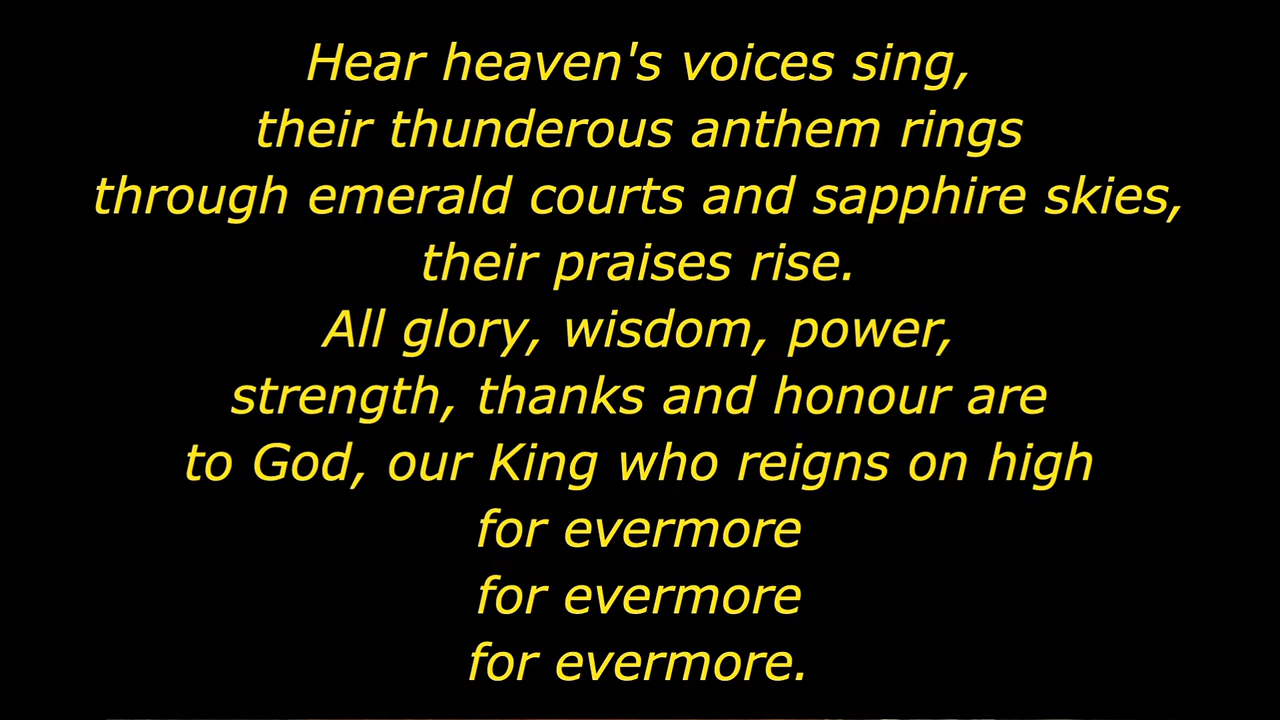 Hear heaven's voices sing,
their thunderous anthem rings
through emerald courts and sapphire skies,
their praises rise.
All glory, wisdom, power,
strength, thanks and honour are
to God, our King who reigns on high
for evermore
for evermore
for evermore.